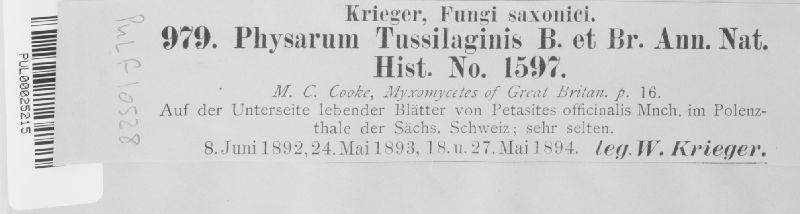 Krieger, Fungi saxonici.
979. Physarum Tussilaginis B. et Br. Ann. Nat.
Hist. No. 1597.
M. C. Cooke, Myxomycetes of Great Britan. p. 16.
Auf der Unterseite lebender Blätter von Petasites officinalis Mnch. im Polenz-
thale der Sächs. Schweiz; sehr selten.
8. Juni 1892, 24. Mai 1893, 18. u. 27. Mai 1894. leg. W. Krieger.
PUL00025215
PuL F10528